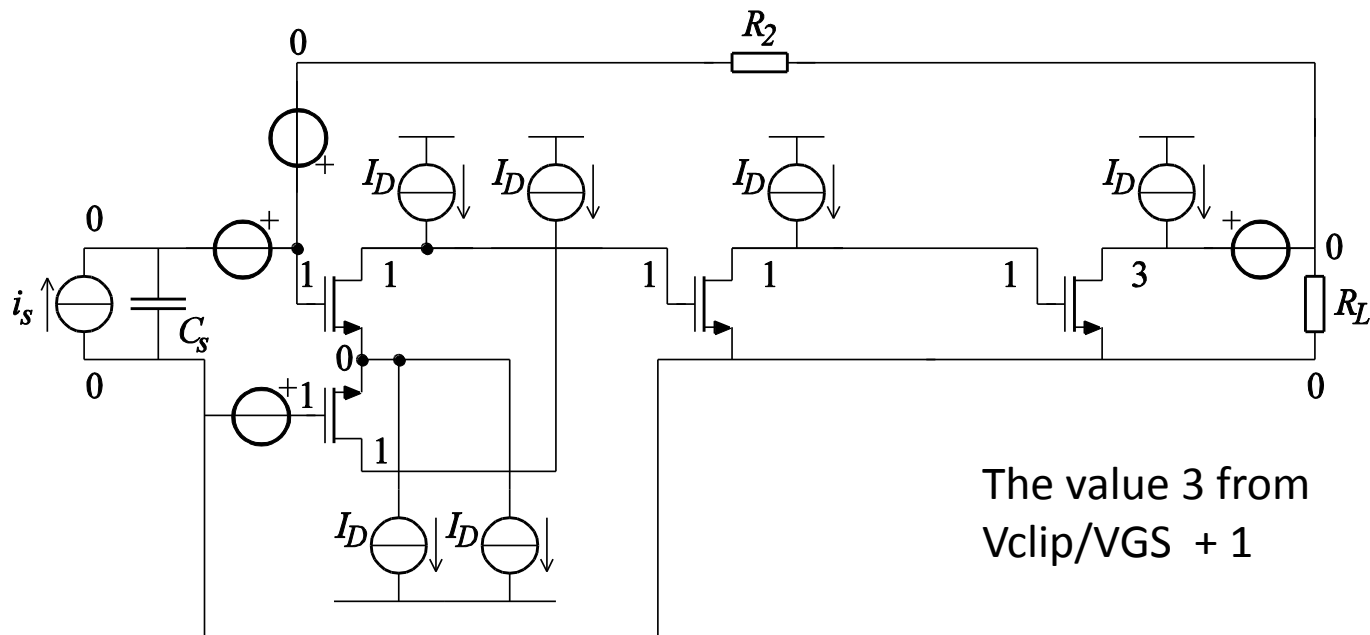 R2
0
+
ID
ID
ID
ID
0
+
+
0
1
1
1
1
1
3
is
Cs
RL
0
0
+
1
0
1
ID
ID
The value 3 from
Vclip/VGS + 1